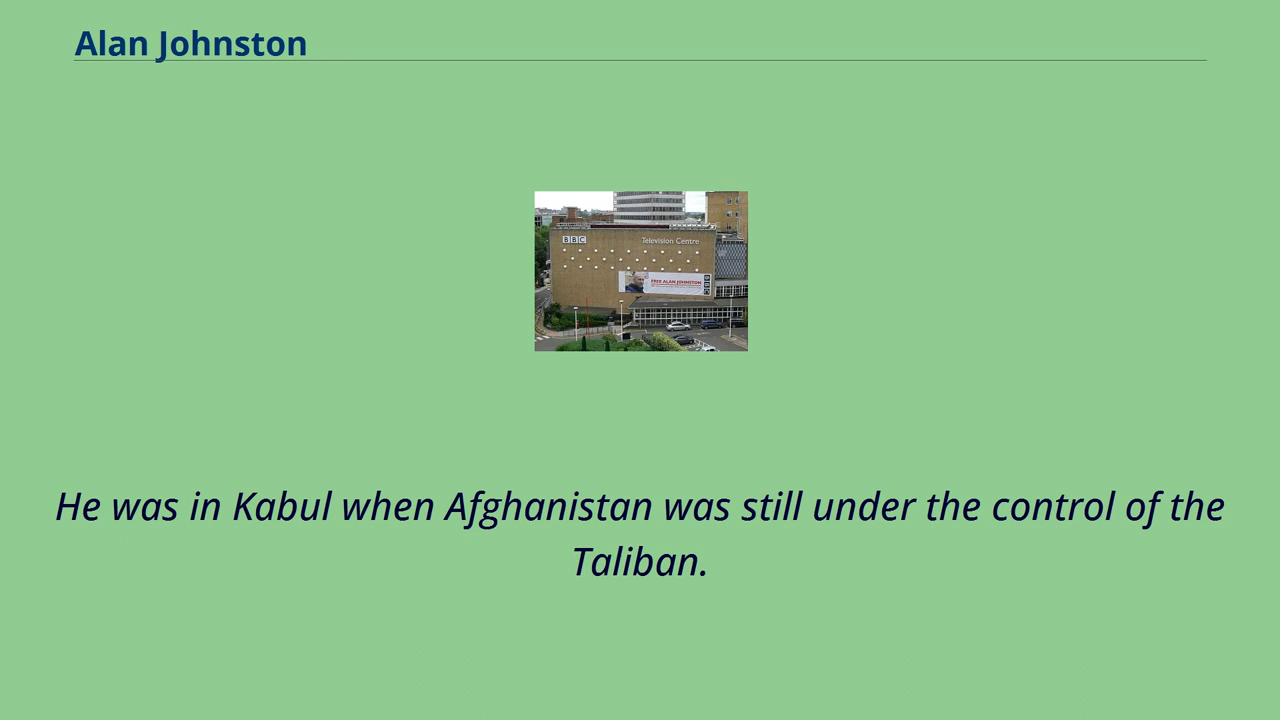 Alan Johnston
BBC
Television Centre
FREE ALAN JOHNSTON
BBC
He was in Kabul when Afghanistan was still under the control of the
Taliban.